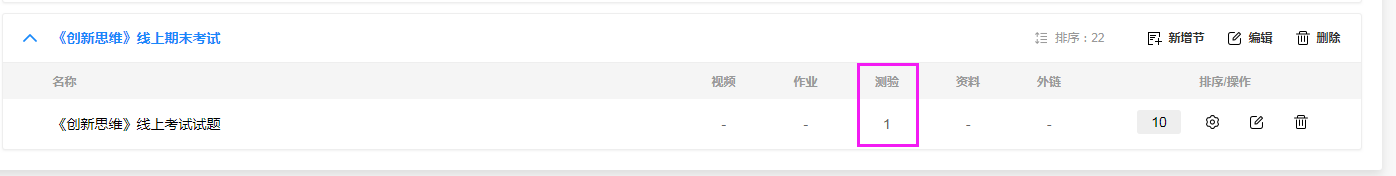 《创新思维》线上期末考试 排序：22 新增节 编辑 删除
名称 视频 作业 测验 资料 外链 排序/操作
《创新思维》线上考试试题 - - 1 - - 10